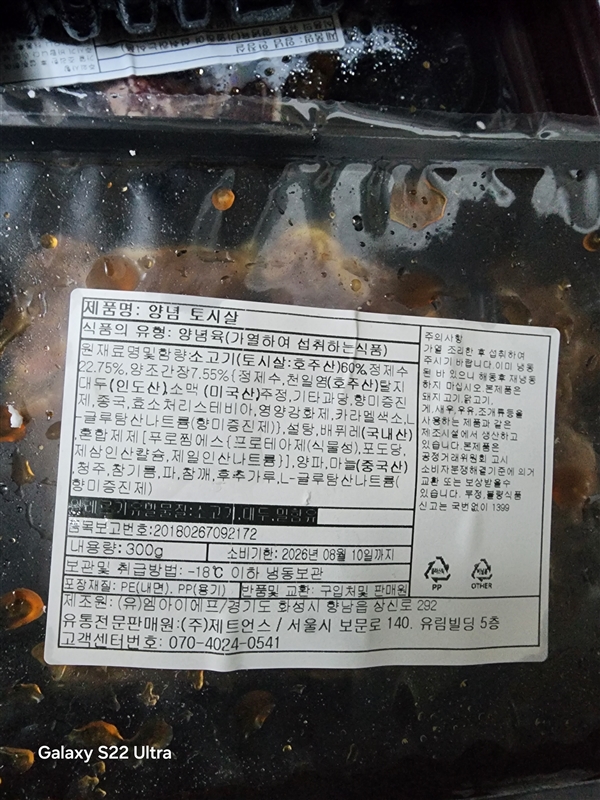 제품명: 양념 토시살
식품의 유형: 양념육(가열하여 섭취하는식품)
원재료명및함량:소고기(토시살:호주산)60%,정제수
22.75%,양조간장7.55%{정제수,천일염(호주산)탈지
대두(인도산),소맥 (미국산)주정,기타과당,향미증진
제,종국,효소처리스테비아,영양강화제,카라멜색소,L
-글루탐산나트륨(향미증진제)},설탕,배퓌레(국내산)
,혼합제제[푸로찐에스{프로테아제(식물성),포도당,
제삼인산칼슘,제일인산나트륨}],양파,마늘(중국산)
,청주,참기름,파,참깨,후추가루,L-글루탐산나트륨(
향미증진제)
품목보고번호:20180267092172
내용량: 300g
소비기한: 2026년 08월 10일까지
보관및 취급방법: -18℃ 이하 냉동보관
포장재질: PE(내면), PP(용기)
반품및 교환: 구입처및 판매원
제조원: (유)엠아이에프/경기도 화성시 향남읍 상신로 292
유통전문판매원:(주)제트언스 / 서울시 보문로 140, 유림빌딩 5층
고객센터번호: 070-4024-0541
주의사항
가열 조리한 후 섭취하여
주시기 바랍니다.이미 냉동
된 바 있으니 해동후 재냉동
하지 마십시오 본제품은
돼지고기,닭고기,
게,새우,우유,조개류등을
사용하는 제품과 같은
제조시설에서 생산하고
있습니다. 본제품은
공정거래위원회 고시
소비자분쟁해결기준에 의거
교환 또는 보상받을수
있습니다. 부정,불량식품
신고는 국번없이 1399
PP
OTHER
Galaxy S22 Ultra